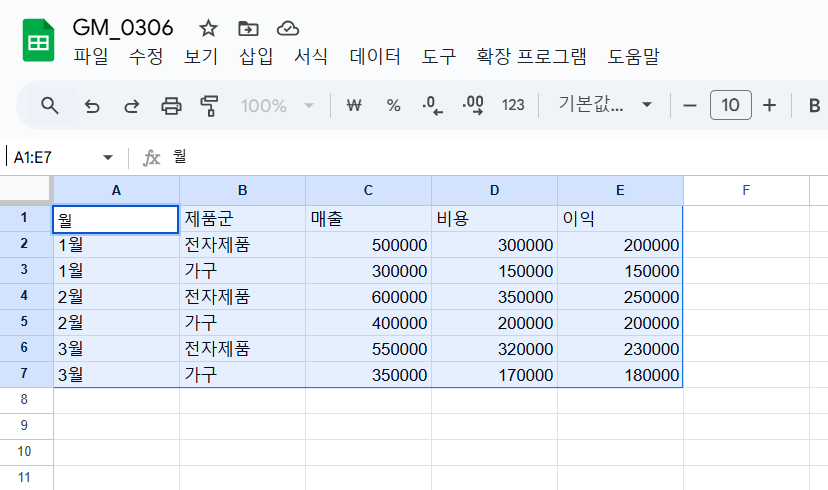 GM_0306
파일 수정 보기 삽입 서식 데이터 도구 확장 프로그램 도움말
100% ₩ % .0 .00 123 기본값... 10 B
A1:E7 fx 월
A B C D E F
1 월 제품군 매출 비용 이익
2 1월 전자제품 500000 300000 200000
3 1월 가구 300000 150000 150000
4 2월 전자제품 600000 350000 250000
5 2월 가구 400000 200000 200000
6 3월 전자제품 550000 320000 230000
7 3월 가구 350000 170000 180000
8
9
10
11